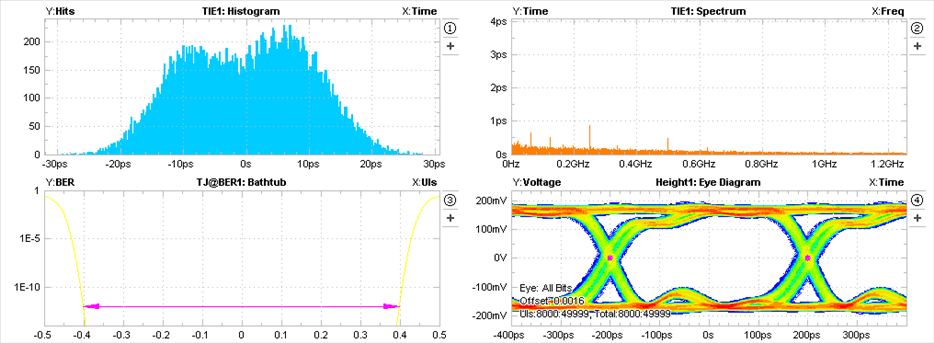 Y:Hits TIE1: Histogram X:Time
1
+
200
150
100
50
0
-30ps -20ps -10ps 0s 10ps 20ps 30ps
Y:Time TIE1: Spectrum X:Freq
2
+
4ps
3ps
2ps
1ps
0s
0Hz 0.2GHz 0.4GHz 0.6GHz 0.8GHz 1GHz 1.2GHz
Y:BER TJ@BER1: Bathtub X:UIs
3
+
1
1E-5
1E-10
-0.5 -0.4 -0.3 -0.2 -0.1 0.0 0.1 0.2 0.3 0.4 0.5
Y:Voltage Height1: Eye Diagram X:Time
4
+
200mV
100mV
0V
-100mV
-200mV
Eye: All Bits
Offset: 0.0016
UIs:8000:49999, Total:8000:49999
-400ps -300ps -200ps -100ps 0s 100ps 200ps 300ps